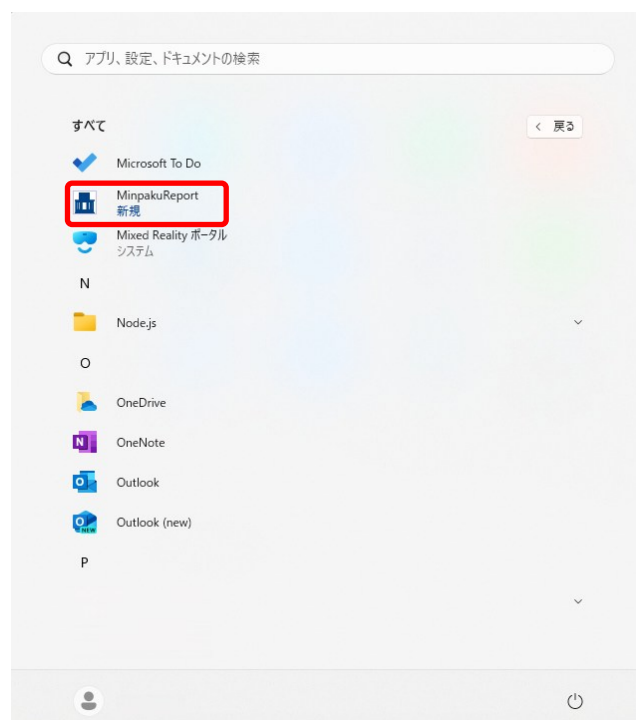 アプリ、設定、ドキュメントの検索
すべて
< 戻る
Microsoft To Do
MinpakuReport
新規
Mixed Reality ポータル
システム
N
Node.js
O
OneDrive
OneNote
Outlook
Outlook (new)
P